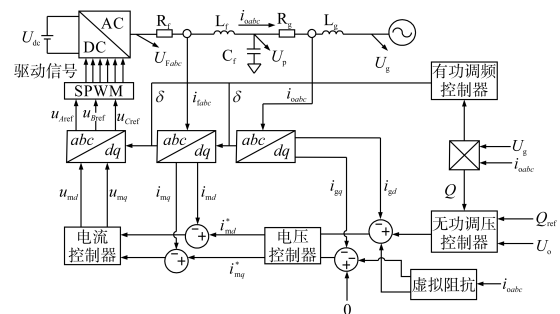 AC
DC
U_dc
R_f
L_f
i_oabc
R_g
L_g
U_Fabc
C_f
U_p
U_g
驱动信号
SPWM
u_Aref
u_Bref
u_Cref
δ
i_fabc
δ
i_oabc
有功调频
控制器
abc
dq
abc
dq
abc
dq
U_g
i_oabc
Q
u_md
u_mq
i_mq
i_md
i_gq
i_gd
电流
控制器
i*_md
i*_mq
电压
控制器
无功调压
控制器
Q_ref
U_o
− +
− +
− +
− +
虚拟阻抗
i_oabc
0